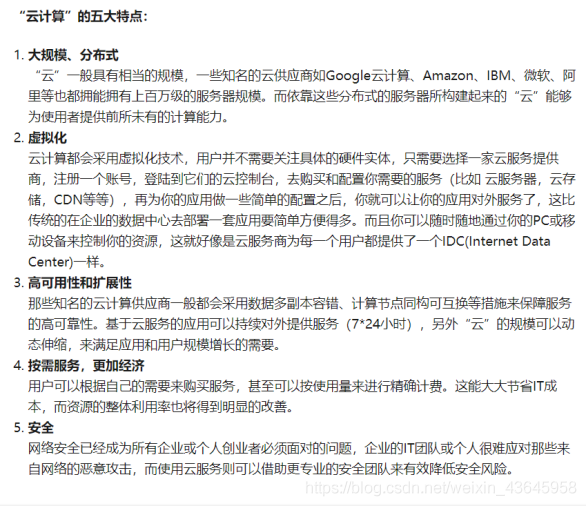 “云计算”的五大特点：
1. 大规模、分布式
“云”一般具有相当的规模，一些知名的云供应商如Google云计算、Amazon、IBM、微软、阿
里等也都拥能拥有上百万级的服务器规模。而依靠这些分布式的服务器所构建起来的“云”能够
为使用者提供前所未有的计算能力。
2. 虚拟化
云计算都会采用虚拟化技术，用户并不需要关注具体的硬件实体，只需要选择一家云服务提供
商，注册一个账号，登陆到它们的云控制台，去购买和配置你需要的服务（比如 云服务器，云存
储，CDN等等），再为你的应用做一些简单的配置之后，你就可以让你的应用对外服务了，这比
传统的在企业的数据中心去部署一套应用要简单方便得多。而且你可以随时随地通过你的PC或移
动设备来控制你的资源，这就好像是云服务商为每一个用户都提供了一个IDC(Internet Data
Center)一样。
3. 高可用性和扩展性
那些知名的云计算供应商一般都会采用数据多副本容错、计算节点同构可互换等措施来保障服务
的高可靠性。基于云服务的应用可以持续对外提供服务（7*24小时），另外“云”的规模可以动
态伸缩，来满足应用和用户规模增长的需要。
4. 按需服务，更加经济
用户可以根据自己的需要来购买服务，甚至可以按使用量来进行精确计费。这能大大节省IT成
本，而资源的整体利用率也将得到明显的改善。
5. 安全
网络安全已经成为所有企业或个人创业者必须面对的问题，企业的IT团队或个人很难应对那些来
自网络的恶意攻击，而使用云服务则可以借助更专业的安全团队来有效降低安全风险。
https://blog.csdn.net/weixin_43645958